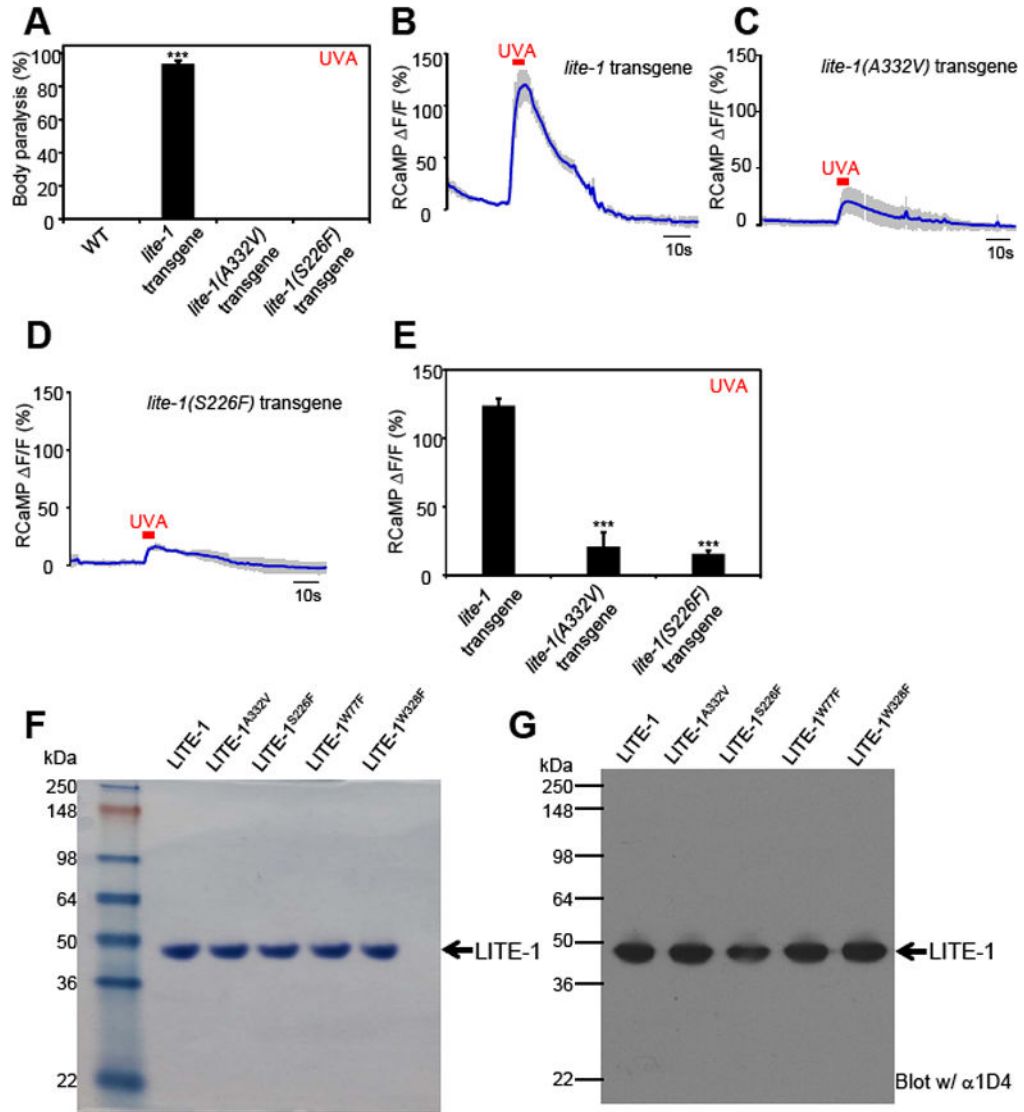 A
Body paralysis (%)
100
80
60
40
20
0
***
UVA
WT
lite-1
transgene
lite-1(A332V)
transgene
lite-1(S226F)
transgene
B
RCaMP ΔF/F (%)
150
100
50
0
UVA
lite-1 transgene
10s
C
RCaMP ΔF/F (%)
150
100
50
0
lite-1(A332V) transgene
UVA
10s
D
RCaMP ΔF/F (%)
150
100
50
0
lite-1(S226F) transgene
UVA
10s
E
RCaMP ΔF/F (%)
150
100
50
0
UVA
***
***
lite-1
transgene
lite-1(A332V)
transgene
lite-1(S226F)
transgene
F
kDa
250
148
98
64
50
36
22
LITE-1
LITE-1A332V
LITE-1S226F
LITE-1W77F
LITE-1W328F
LITE-1
G
kDa
250
148
98
64
50
36
22
LITE-1
LITE-1A332V
LITE-1S226F
LITE-1W77F
LITE-1W328F
LITE-1
Blot w/ α1D4